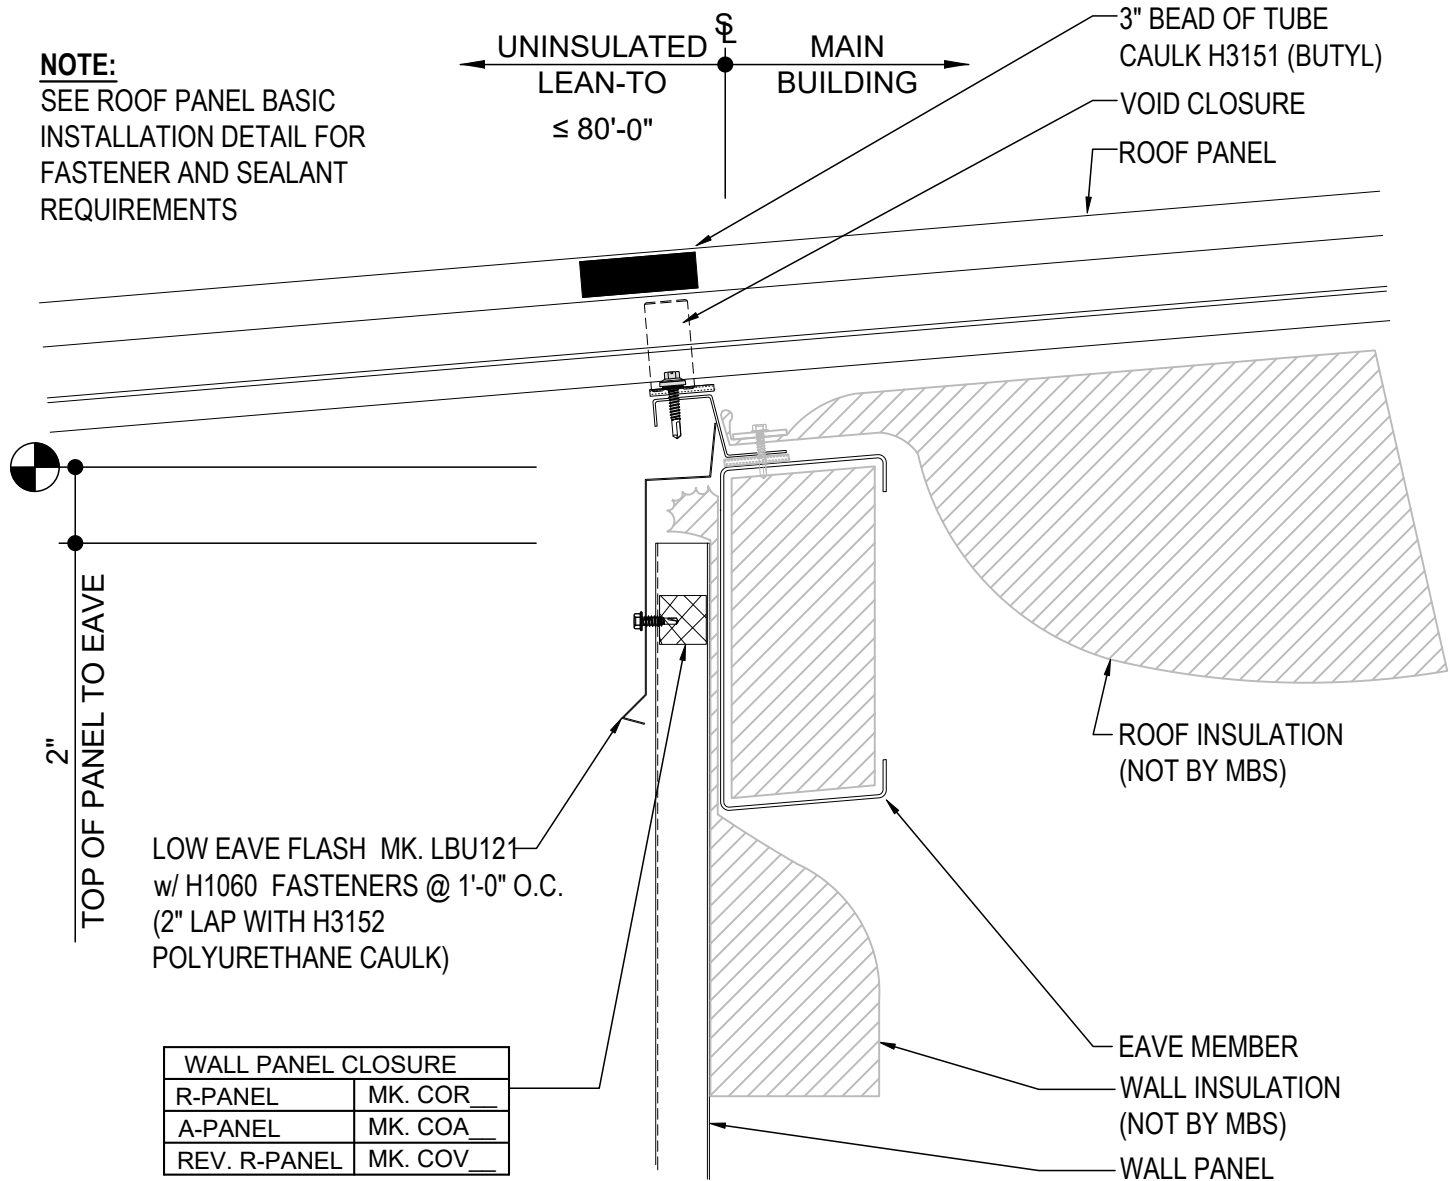 NOTE:
SEE ROOF PANEL BASIC
INSTALLATION DETAIL FOR
FASTENER AND SEALANT
REQUIREMENTS
UNINSULATED
LEAN-TO
≤ 80'-0"
SL
MAIN
BUILDING
3" BEAD OF TUBE
CAULK H3151 (BUTYL)
VOID CLOSURE
ROOF PANEL
2"
TOP OF PANEL TO EAVE
ROOF INSULATION
(NOT BY MBS)
LOW EAVE FLASH MK. LBU121
w/ H1060 FASTENERS @ 1'-0" O.C.
(2" LAP WITH H3152
POLYURETHANE CAULK)
WALL PANEL CLOSURE
R-PANEL MK. COR__
A-PANEL MK. COA__
REV. R-PANEL MK. COV__
EAVE MEMBER
WALL INSULATION
(NOT BY MBS)
WALL PANEL